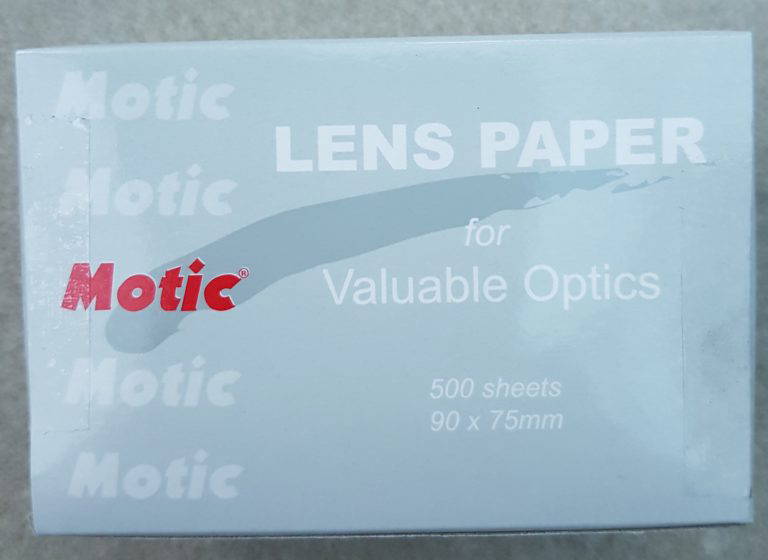 Motic
LENS PAPER
Motic
for
Motic®
Valuable Optics
Motic
500 sheets
90 x 75mm
Motic